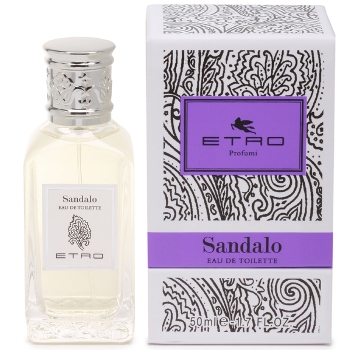 Sandalo
EAU DE TOILETTE
ETRO
ETRO
Profumi
Sandalo
EAU DE TOILETTE
50ml e -1.7 FL.OZ